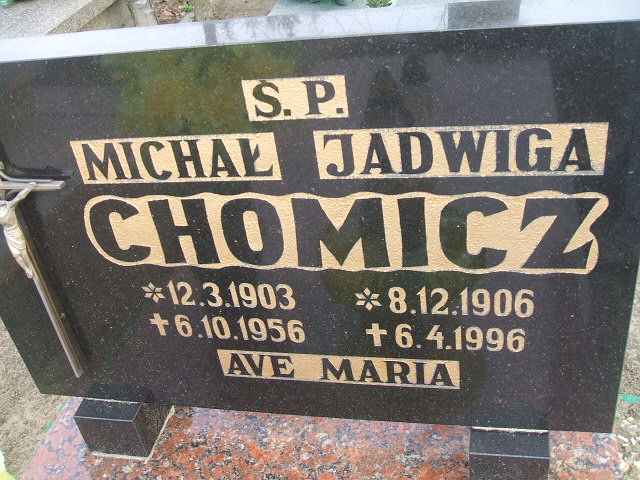 Ś.P.
MICHAŁ JADWIGA
CHOMICZ
*12.3.1903 *8.12.1906
✝6.10.1956 ✝6.4.1996
AVE MARIA